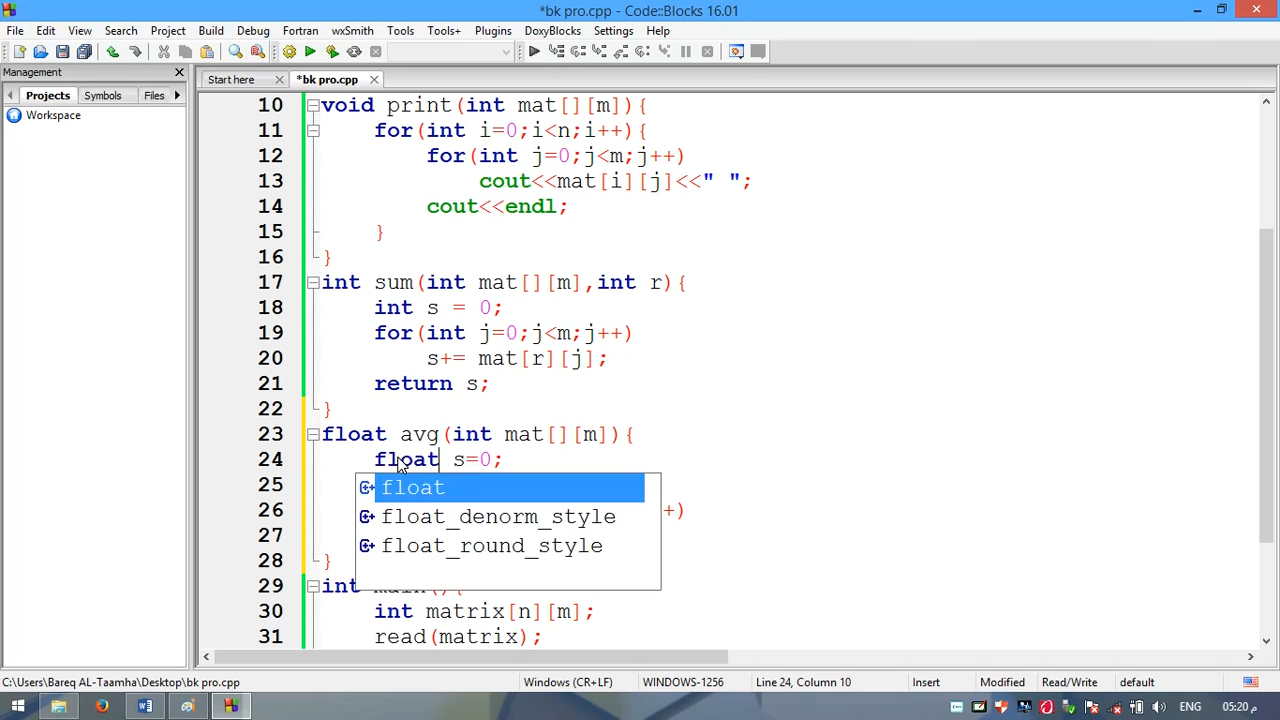 *bk pro.cpp - Code::Blocks 16.01
File Edit View Search Project Build Debug Fortran wxSmith Tools Tools+ Plugins DoxyBlocks Settings Help
Management
Projects Symbols Files
Workspace
Start here *bk pro.cpp
10 void print(int mat[][m]){
11 for(int i=0;i<n;i++){
12 for(int j=0;j<m;j++)
13 cout<<mat[i][j]<<" ";
14 cout<<endl;
15 }
16 }
17 int sum(int mat[][m],int r){
18 int s = 0;
19 for(int j=0;j<m;j++)
20 s+= mat[r][j];
21 return s;
22 }
23 float avg(int mat[][m]){
24 float s=0;
25
26 +)
27
28 }
float
float_denorm_style
float_round_style
29 int main(){
30 int matrix[n][m];
31 read(matrix);
C:\Users\Bareq AL-Taamha\Desktop\bk pro.cpp Windows (CR+LF) WINDOWS-1256 Line 24, Column 10 Insert Modified Read/Write default
ENG 05:20 م